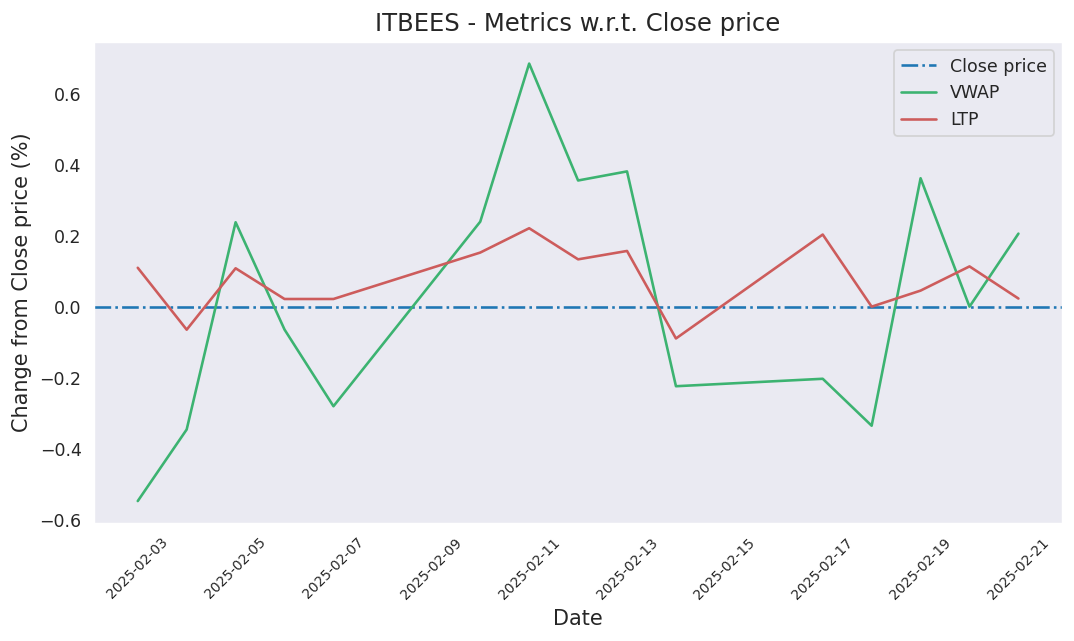 ITBEES - Metrics w.r.t. Close price
Close price
VWAP
LTP
Change from Close price (%)
0.6
0.4
0.2
0.0
−0.2
−0.4
−0.6
2025-02-03
2025-02-05
2025-02-07
2025-02-09
2025-02-11
2025-02-13
2025-02-15
2025-02-17
2025-02-19
2025-02-21
Date